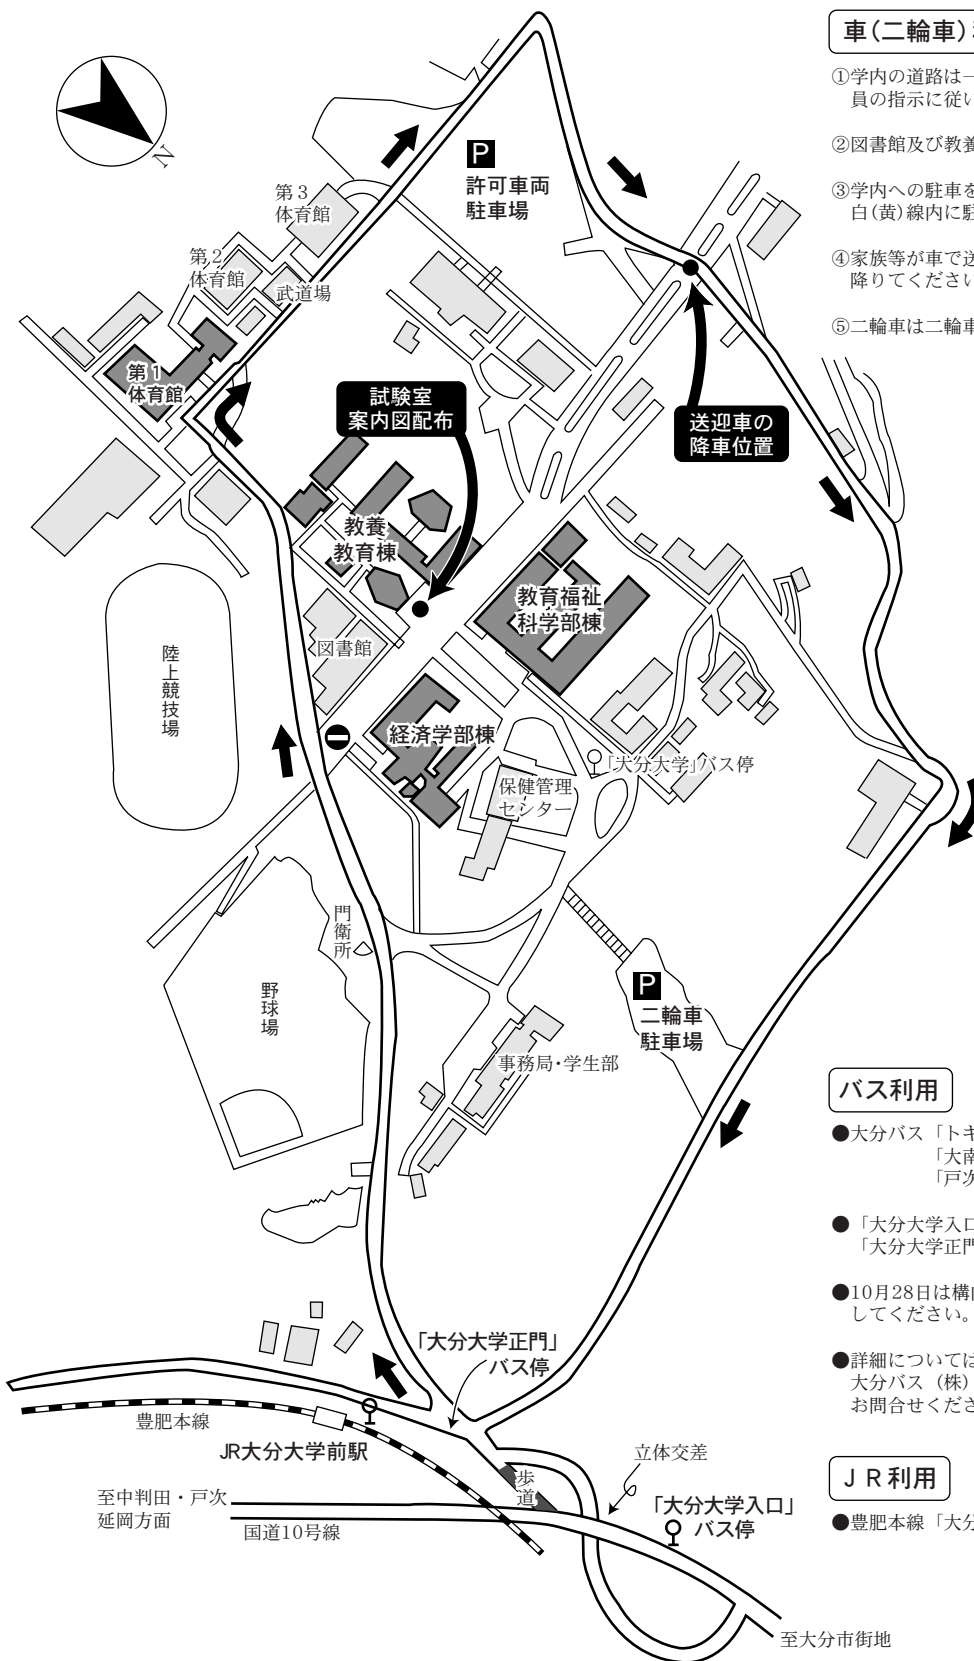 N
P
許可車両
駐車場
第3
体育館
第2
体育館
武道場
第1
体育館
試験室
案内図配布
送迎車の
降車位置
教養
教育棟
教育福祉
科学部棟
図書館
陸上競技場
経済学部棟
「大分大学」バス停
保健管理
センター
門衛所
野球場
P
二輪車
駐車場
事務局・学生部
「大分大学正門」
バス停
豊肥本線
JR大分大学前駅
歩道
立体交差
至中判田・戸次
延岡方面
国道10号線
「大分大学入口」
バス停
至大分市街地
車(二輪車)
①学内の道路は一
員の指示に従い
②図書館及び教養
③学内への駐車を
白(黄)線内に駐
④家族等が車で送
降りてください
⑤二輪車は二輪車
バス利用
●大分バス「トキ
「大南
「戸次
●「大分大学入口
「大分大学正門
●10月28日は構内
してください。
●詳細については
大分バス（株）
お問合せくださ
ＪＲ利用
●豊肥本線「大分